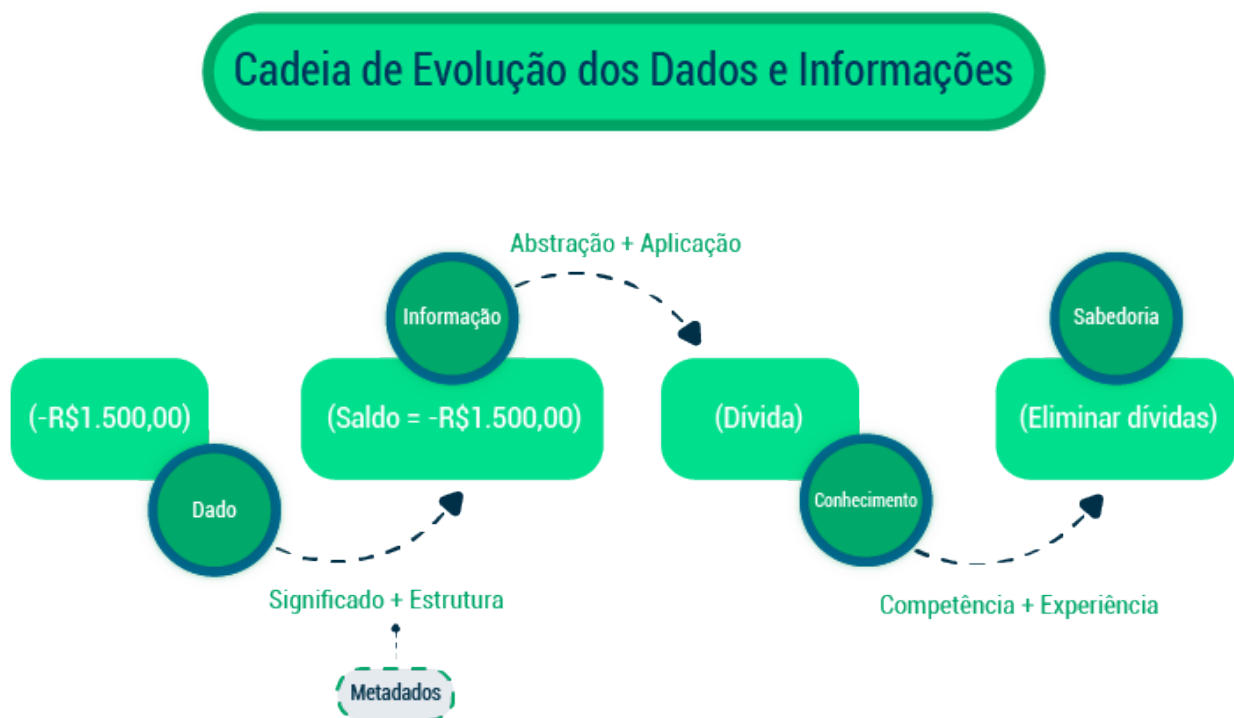 Cadeia de Evolução dos Dados e Informações
Abstração + Aplicação
Informação
Sabedoria
(-R$1.500,00)
(Saldo = -R$1.500,00)
(Dívida)
(Eliminar dívidas)
Dado
Conhecimento
Significado + Estrutura
Competência + Experiência
Metadados